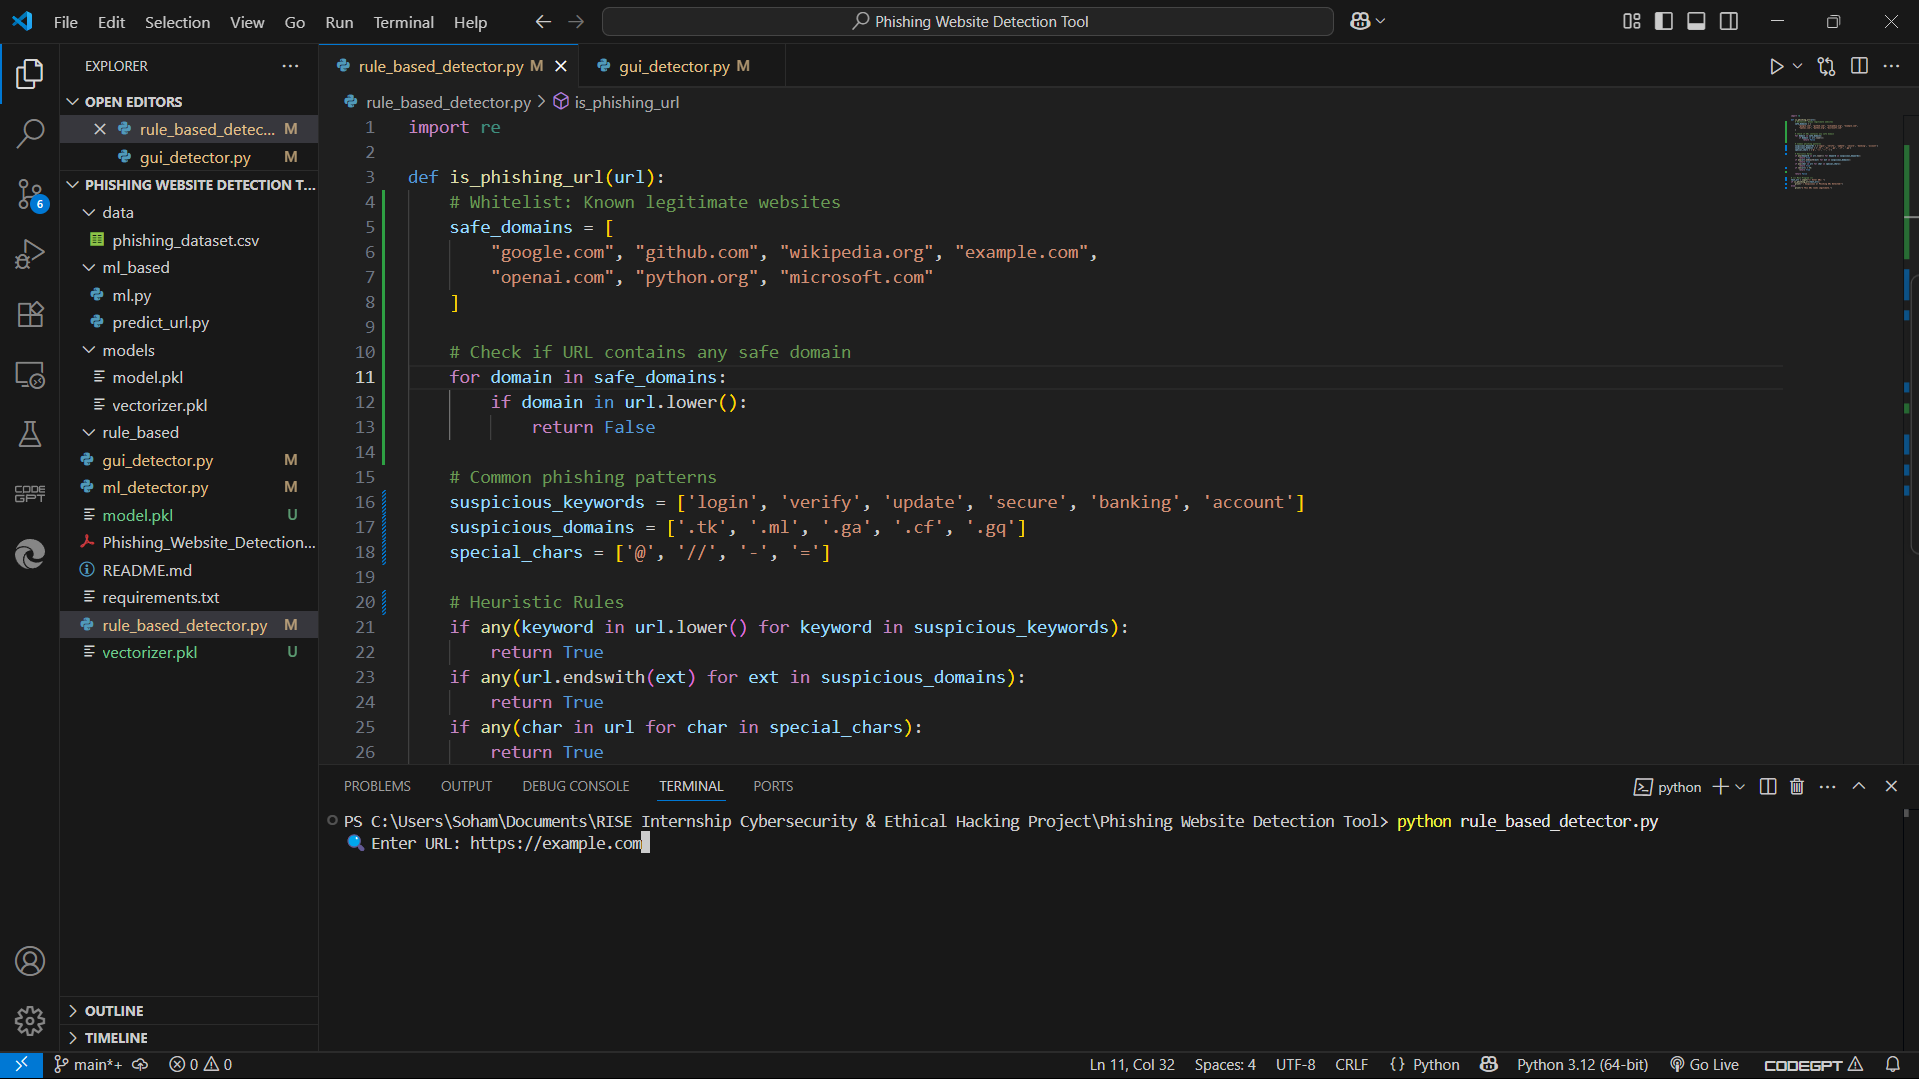 File Edit Selection View Go Run Terminal Help
Phishing Website Detection Tool
EXPLORER
OPEN EDITORS
rule_based_detec... M
gui_detector.py M
PHISHING WEBSITE DETECTION T...
data
phishing_dataset.csv
ml_based
ml.py
predict_url.py
models
model.pkl
vectorizer.pkl
rule_based
gui_detector.py M
ml_detector.py M
model.pkl U
Phishing_Website_Detection...
README.md
requirements.txt
rule_based_detector.py M
vectorizer.pkl U
OUTLINE
TIMELINE
6
CODE
GPT
rule_based_detector.py M
gui_detector.py M
rule_based_detector.py > is_phishing_url
1 import re
2
3 def is_phishing_url(url):
4 # Whitelist: Known legitimate websites
5 safe_domains = [
6 "google.com", "github.com", "wikipedia.org", "example.com",
7 "openai.com", "python.org", "microsoft.com"
8 ]
9
10 # Check if URL contains any safe domain
11 for domain in safe_domains:
12 if domain in url.lower():
13 return False
14
15 # Common phishing patterns
16 suspicious_keywords = ['login', 'verify', 'update', 'secure', 'banking', 'account']
17 suspicious_domains = ['.tk', '.ml', '.ga', '.cf', '.gq']
18 special_chars = ['@', '//', '-', '=']
19
20 # Heuristic Rules
21 if any(keyword in url.lower() for keyword in suspicious_keywords):
22 return True
23 if any(url.endswith(ext) for ext in suspicious_domains):
24 return True
25 if any(char in url for char in special_chars):
26 return True
PROBLEMS OUTPUT DEBUG CONSOLE TERMINAL PORTS
python
PS C:\Users\Soham\Documents\RISE Internship Cybersecurity & Ethical Hacking Project\Phishing Website Detection Tool> python rule_based_detector.py
Enter URL: https://example.com
main*+ 0 0
Ln 11, Col 32 Spaces: 4 UTF-8 CRLF {} Python Python 3.12 (64-bit) Go Live CODEGPT